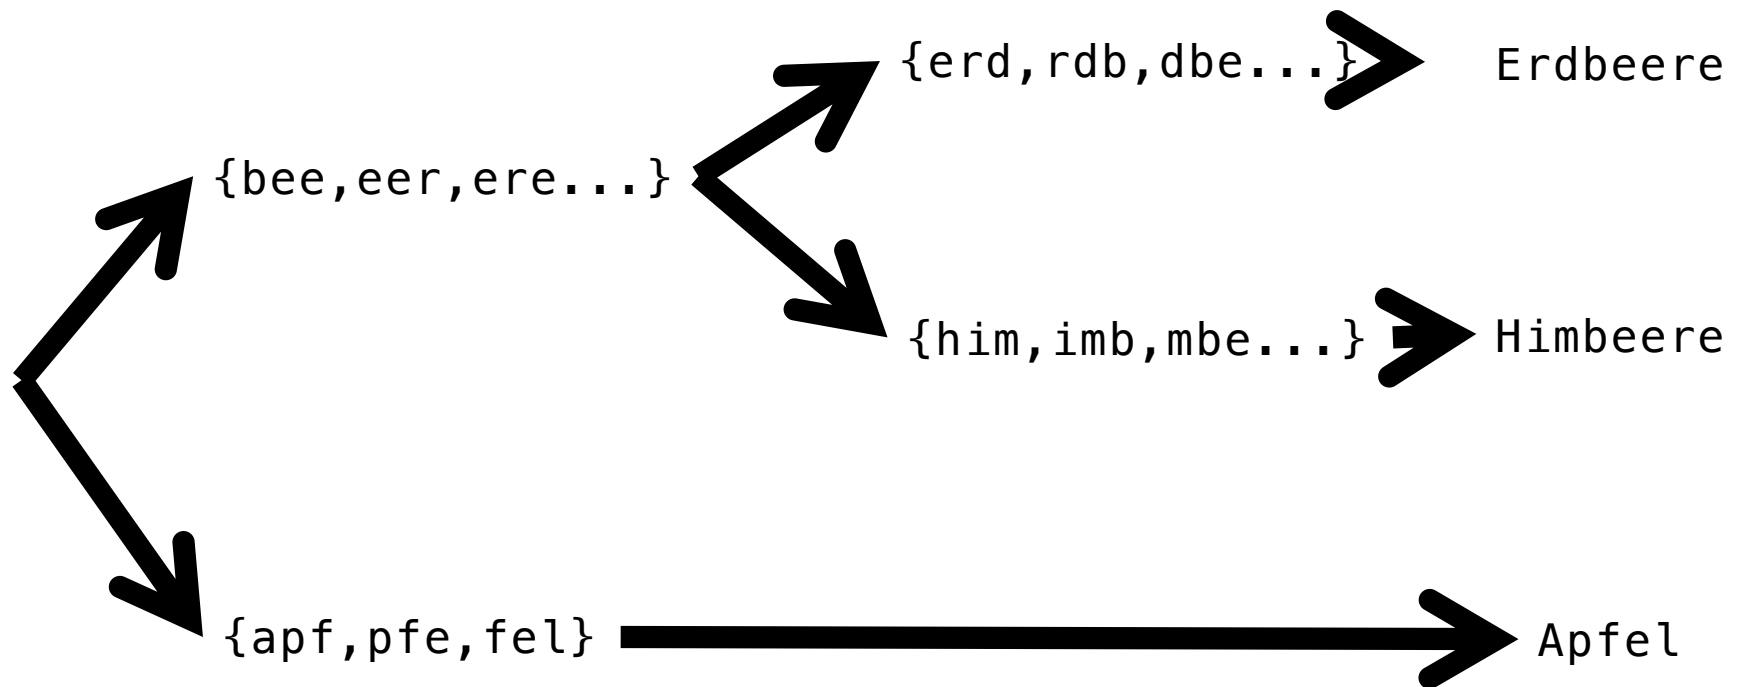 {erd,rdb,dbe...} Erdbeere
{bee,eer,ere...}
{him,imb,mbe...} Himbeere
{apf,pfe,fel} Apfel